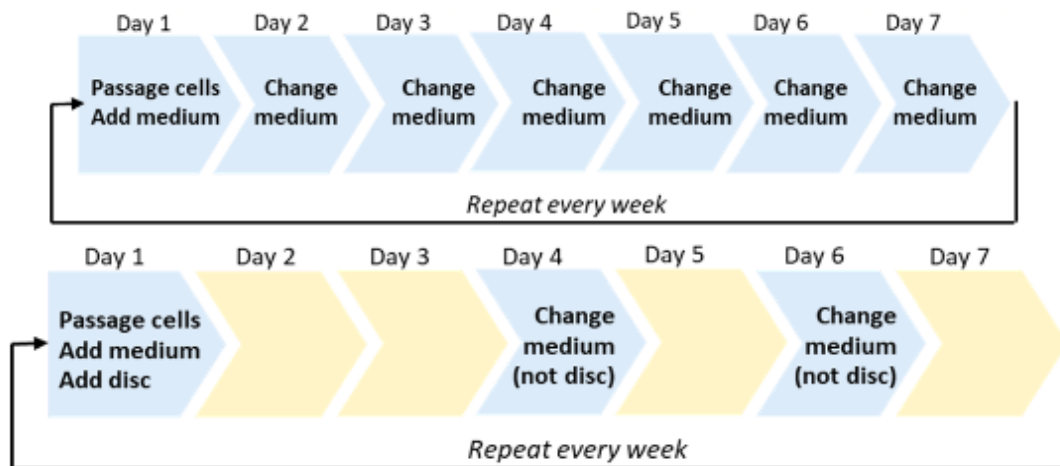 Day 1 Day 2 Day 3 Day 4 Day 5 Day 6 Day 7
Passage cells
Add medium
Change
medium
Change
medium
Change
medium
Change
medium
Change
medium
Change
medium
Repeat every week
Day 1 Day 2 Day 3 Day 4 Day 5 Day 6 Day 7
Passage cells
Add medium
Add disc
Change
medium
(not disc)
Change
medium
(not disc)
Repeat every week